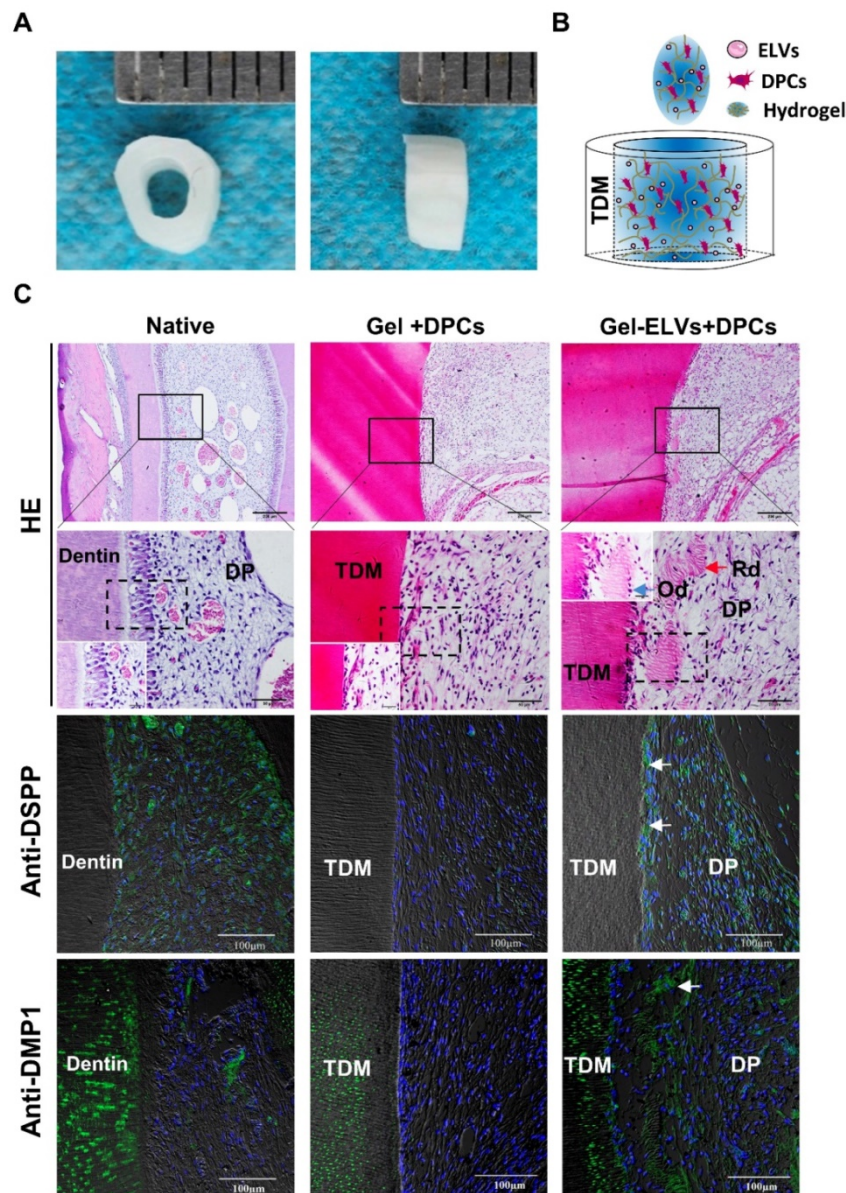 A
B
ELVs
DPCs
Hydrogel
TDM
C
Native
Gel +DPCs
Gel-ELVs+DPCs
HE
Dentin
DP
TDM
Od
Rd
DP
TDM
Anti-DSPP
Dentin
100μm
TDM
100μm
TDM
DP
100μm
Anti-DMP1
Dentin
100μm
TDM
100μm
TDM
DP
100μm